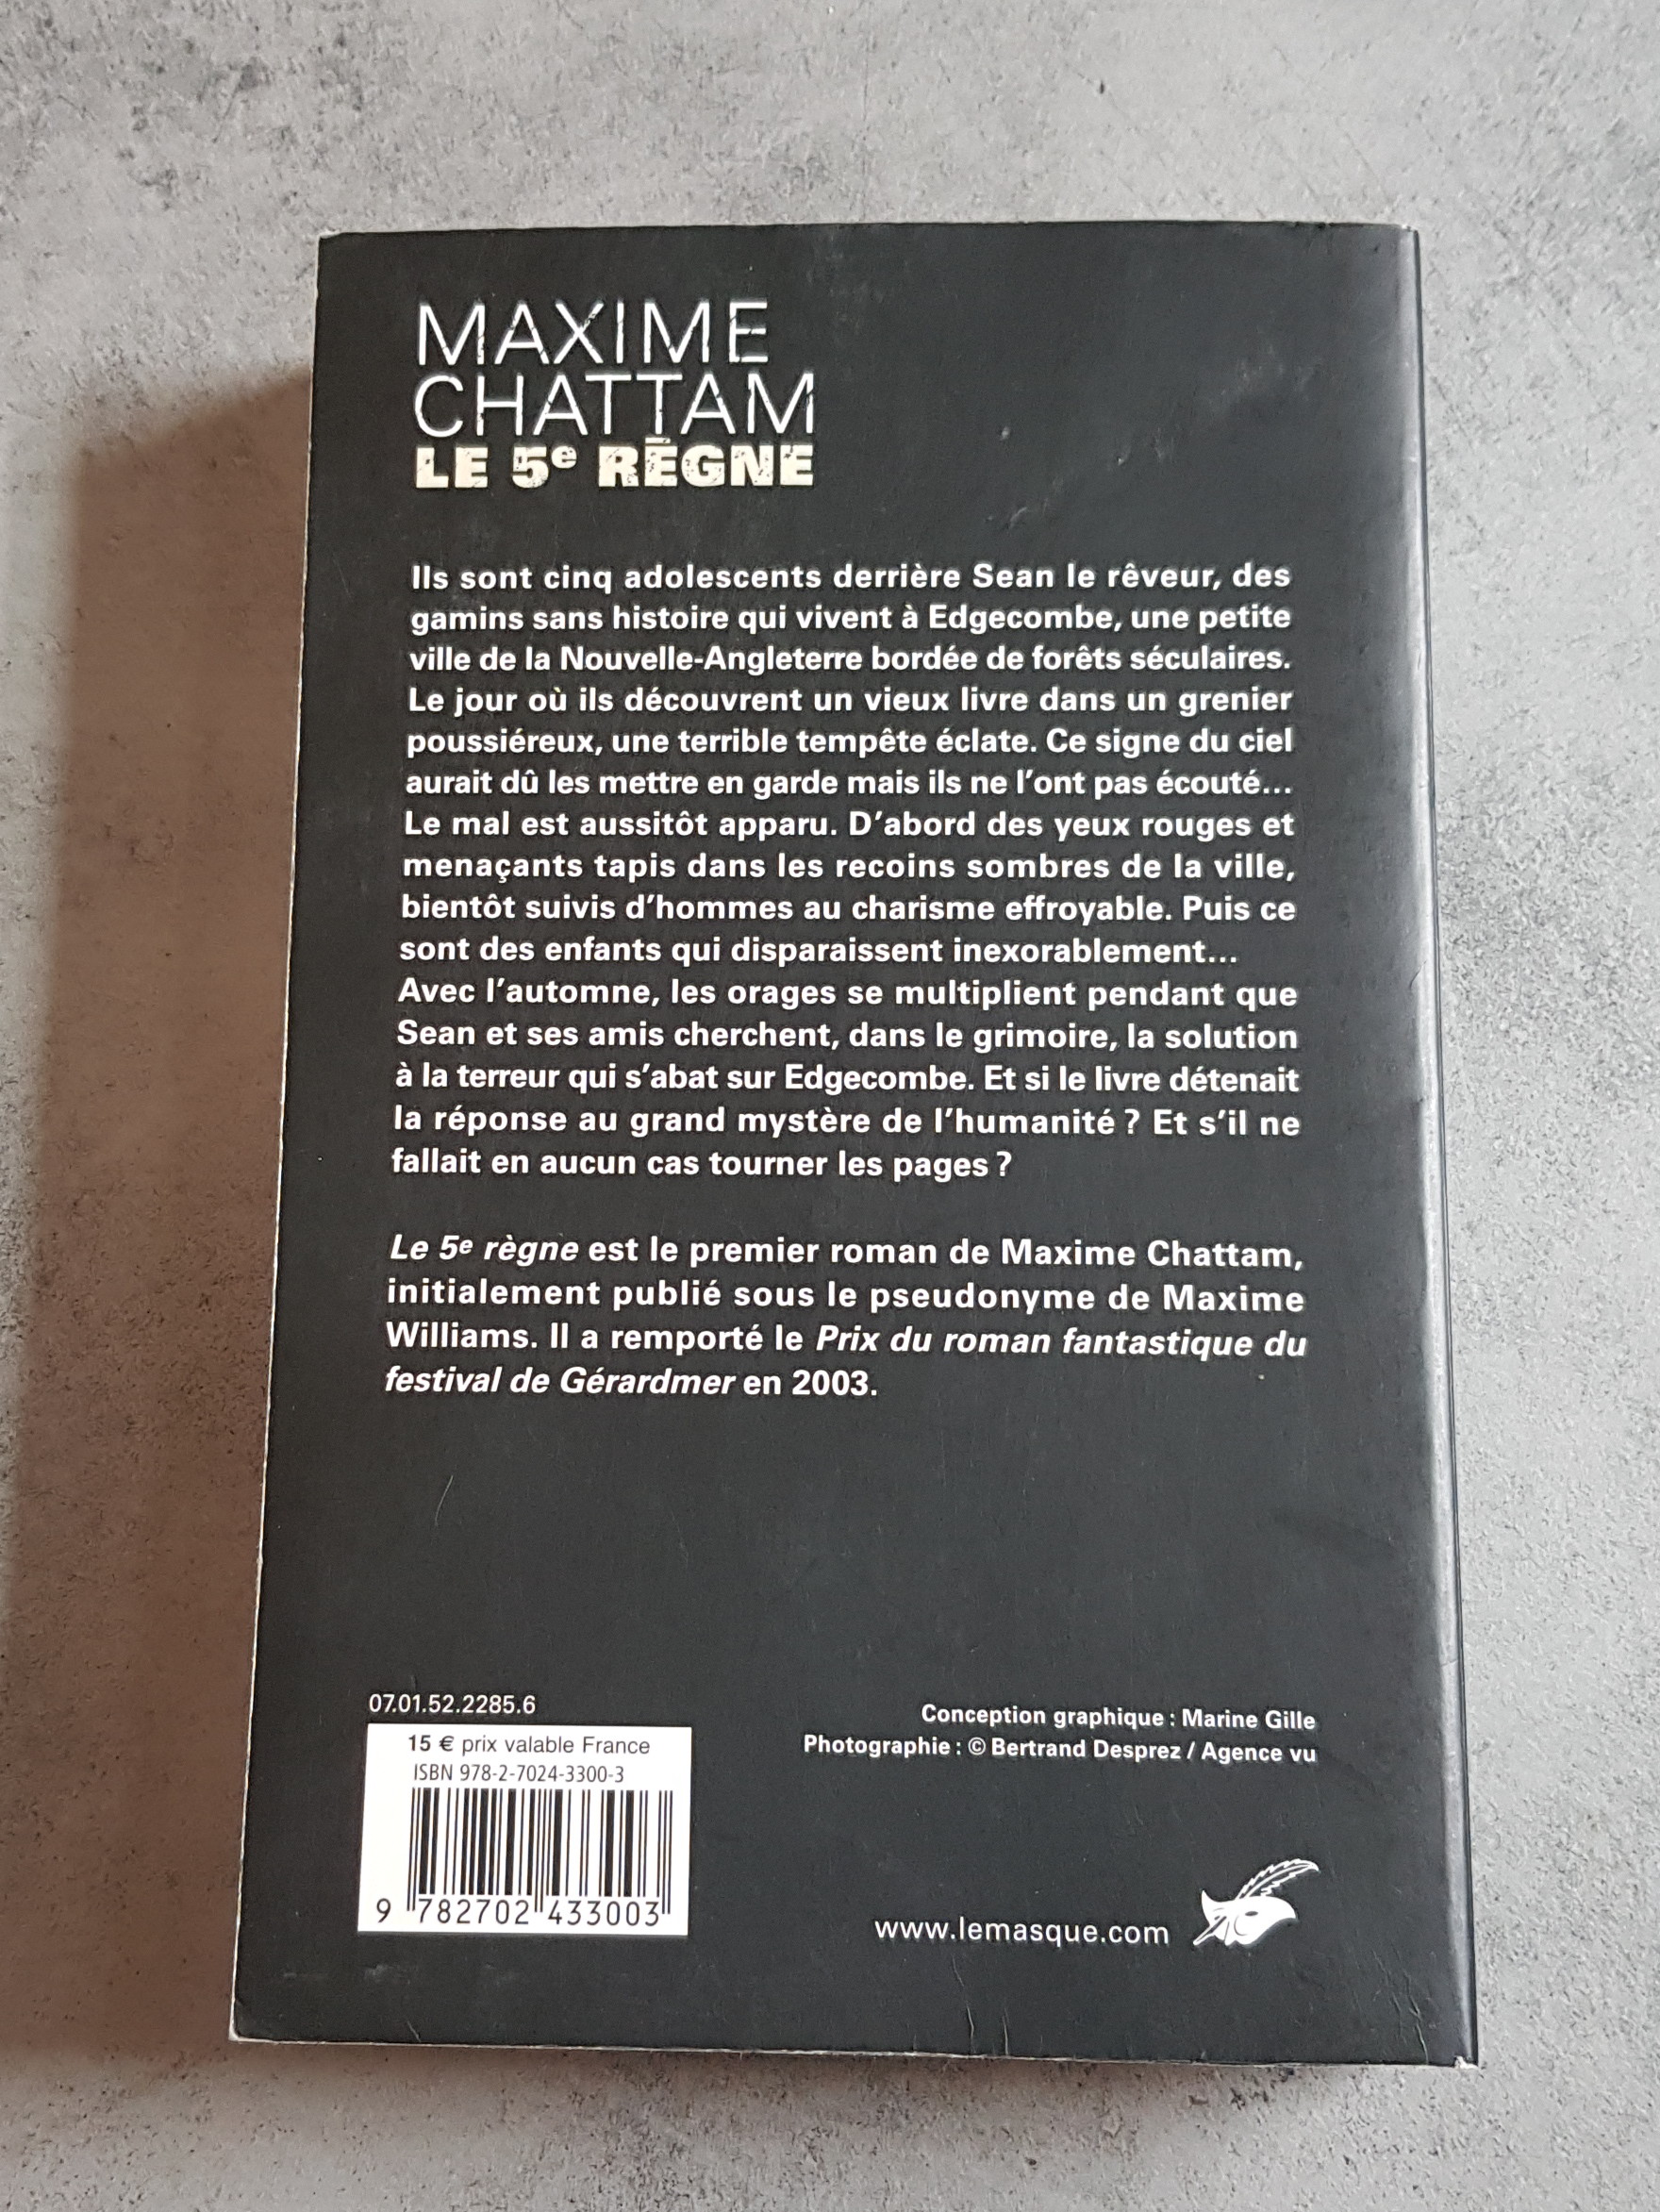 MAXIME
CHATTAM
LE 5e RÈGNE
Ils sont cinq adolescents derrière Sean le rêveur, des
gamins sans histoire qui vivent à Edgecombe, une petite
ville de la Nouvelle-Angleterre bordée de forêts séculaires.
Le jour où ils découvrent un vieux livre dans un grenier
poussiéreux, une terrible tempête éclate. Ce signe du ciel
aurait dû les mettre en garde mais ils ne l'ont pas écouté...
Le mal est aussitôt apparu. D'abord des yeux rouges et
menaçants tapis dans les recoins sombres de la ville,
bientôt suivis d'hommes au charisme effroyable. Puis ce
sont des enfants qui disparaissent inexorablement...
Avec l'automne, les orages se multiplient pendant que
Sean et ses amis cherchent, dans le grimoire, la solution
à la terreur qui s'abat sur Edgecombe. Et si le livre détenait
la réponse au grand mystère de l'humanité ? Et s'il ne
fallait en aucun cas tourner les pages ?
Le 5e règne est le premier roman de Maxime Chattam,
initialement publié sous le pseudonyme de Maxime
Williams. Il a remporté le Prix du roman fantastique du
festival de Gérardmer en 2003.
07.01.52.2285.6
15 € prix valable France
ISBN 978-2-7024-3300-3
9 782702 433003
Conception graphique : Marine Gille
Photographie : © Bertrand Desprez / Agence vu
www.lemasque.com